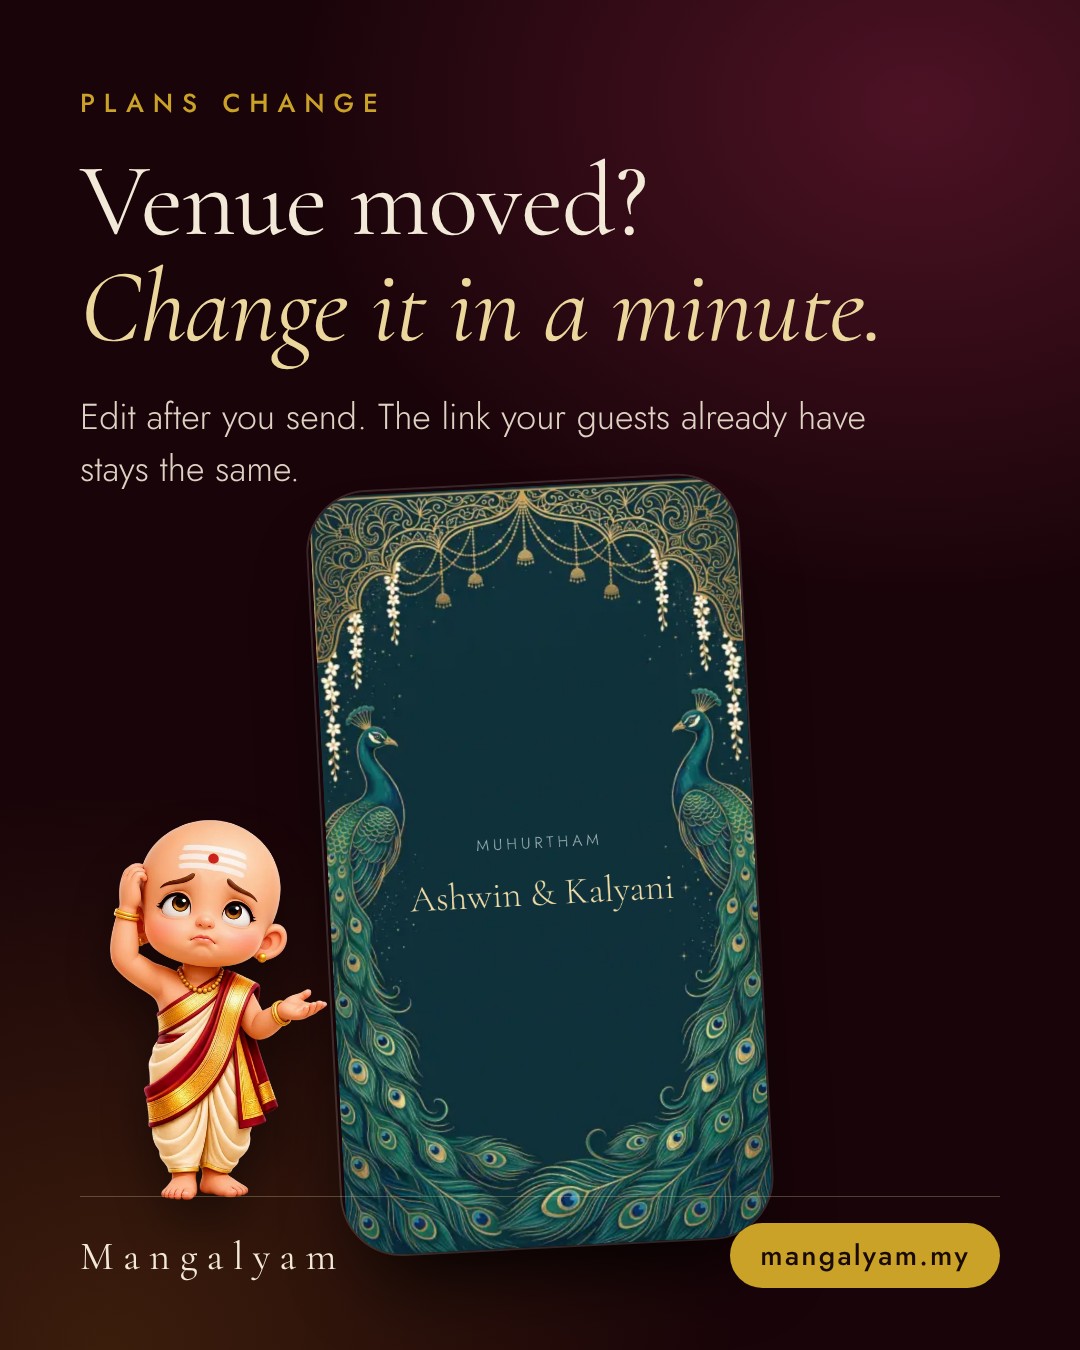 PLANS CHANGE
Venue moved?
Change it in a minute.
Edit after you send. The link your guests already have
stays the same.
MUHURTHAM
Ashwin & Kalyani
Mangalyam
mangalyam.my